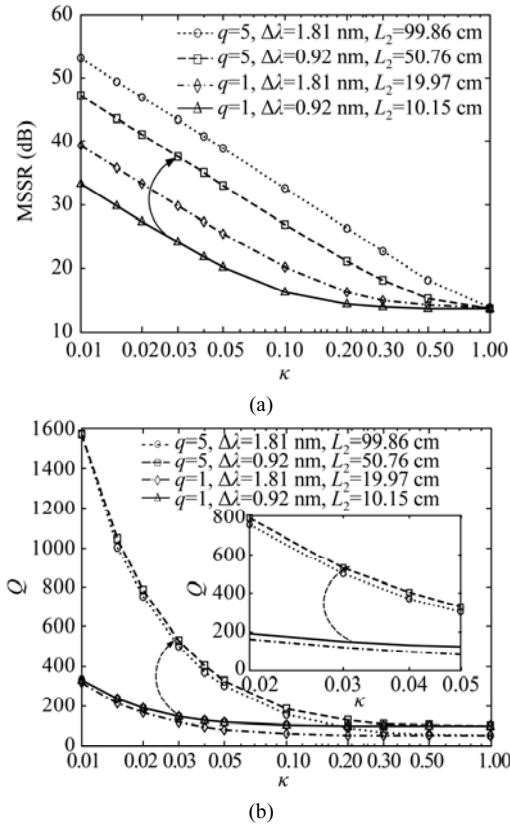 60
50
40
30
20
10
MSSR (dB)
q=5, Δλ=1.81 nm, L₂=99.86 cm
q=5, Δλ=0.92 nm, L₂=50.76 cm
q=1, Δλ=1.81 nm, L₂=19.97 cm
q=1, Δλ=0.92 nm, L₂=10.15 cm
0.01 0.02 0.03 0.05 0.10 0.20 0.30 0.50 1.00
κ
(a)
1600
1400
1200
1000
800
600
400
200
0
Q
q=5, Δλ=1.81 nm, L₂=99.86 cm
q=5, Δλ=0.92 nm, L₂=50.76 cm
q=1, Δλ=1.81 nm, L₂=19.97 cm
q=1, Δλ=0.92 nm, L₂=10.15 cm
800
600
400
200
0
Q
0.02 0.03 0.04 0.05
κ
0.01 0.02 0.03 0.05 0.10 0.20 0.30 0.50 1.00
κ
(b)